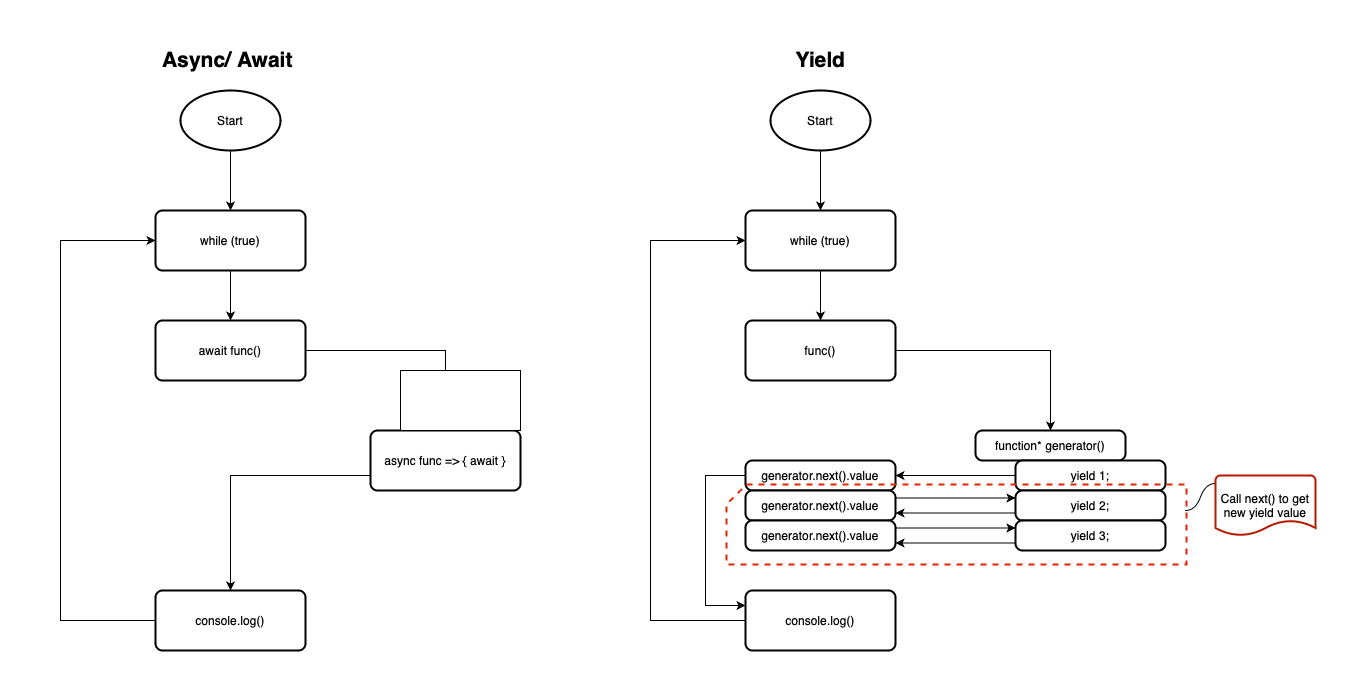 Async/ Await
Start
while (true)
await func()
async func => { await }
console.log()
Yield
Start
while (true)
func()
function* generator()
generator.next().value
yield 1;
generator.next().value
yield 2;
generator.next().value
yield 3;
Call next() to get
new yield value
console.log()